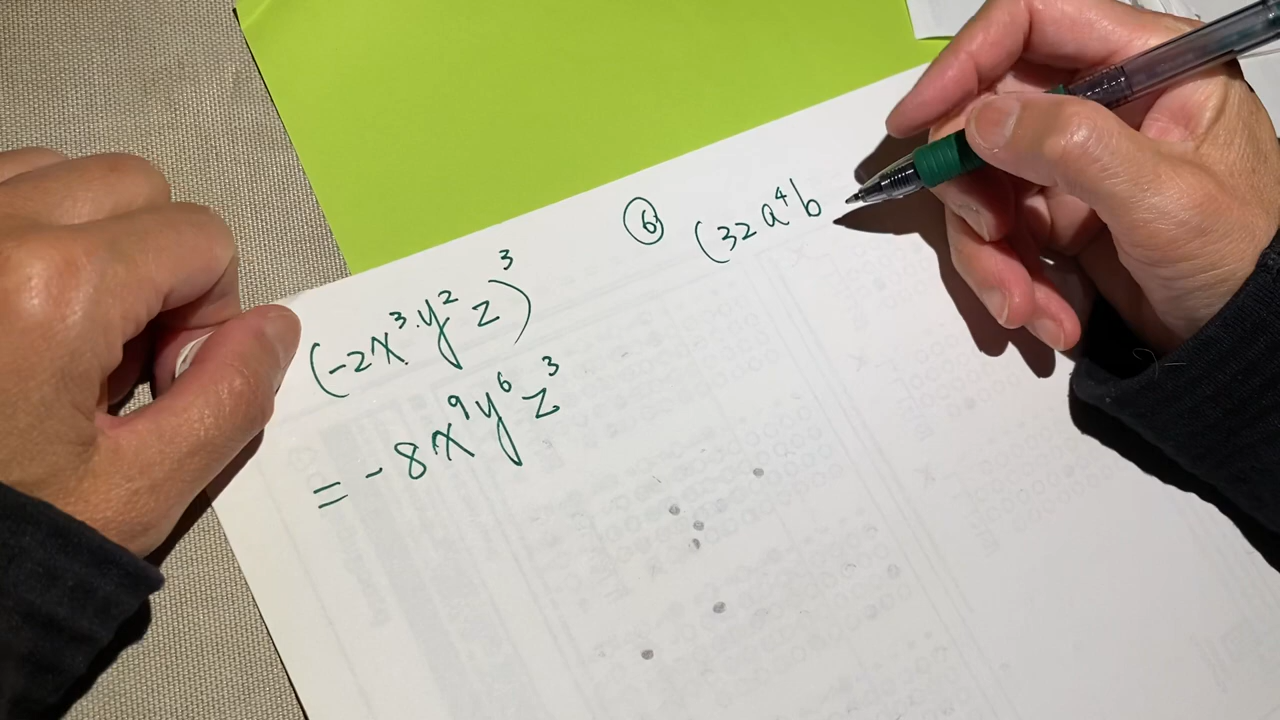 (-2x³·y²z)³
= -8x⁹y⁶z³
⑥ (32a⁴b